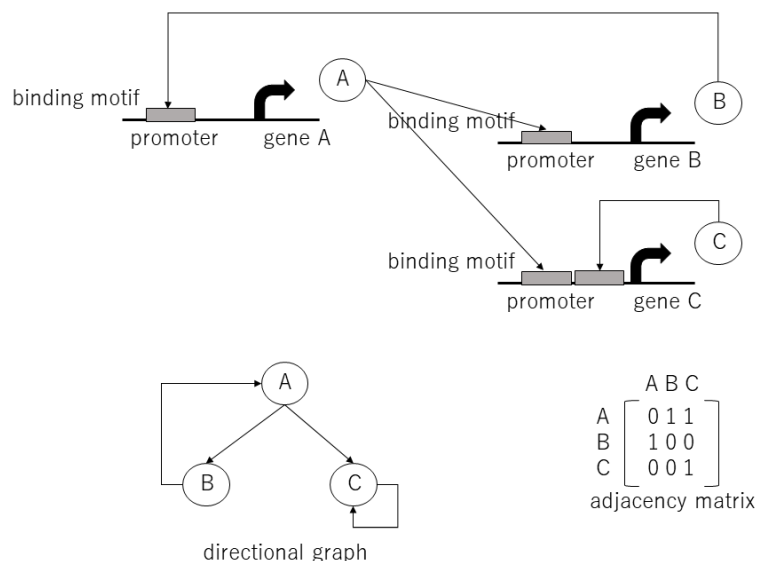 A
B
binding motif
promoter
gene A
binding motif
promoter
gene B
C
binding motif
promoter
gene C
A
B
C
directional graph
A B C
A 0 1 1
B 1 0 0
C 0 0 1
adjacency matrix